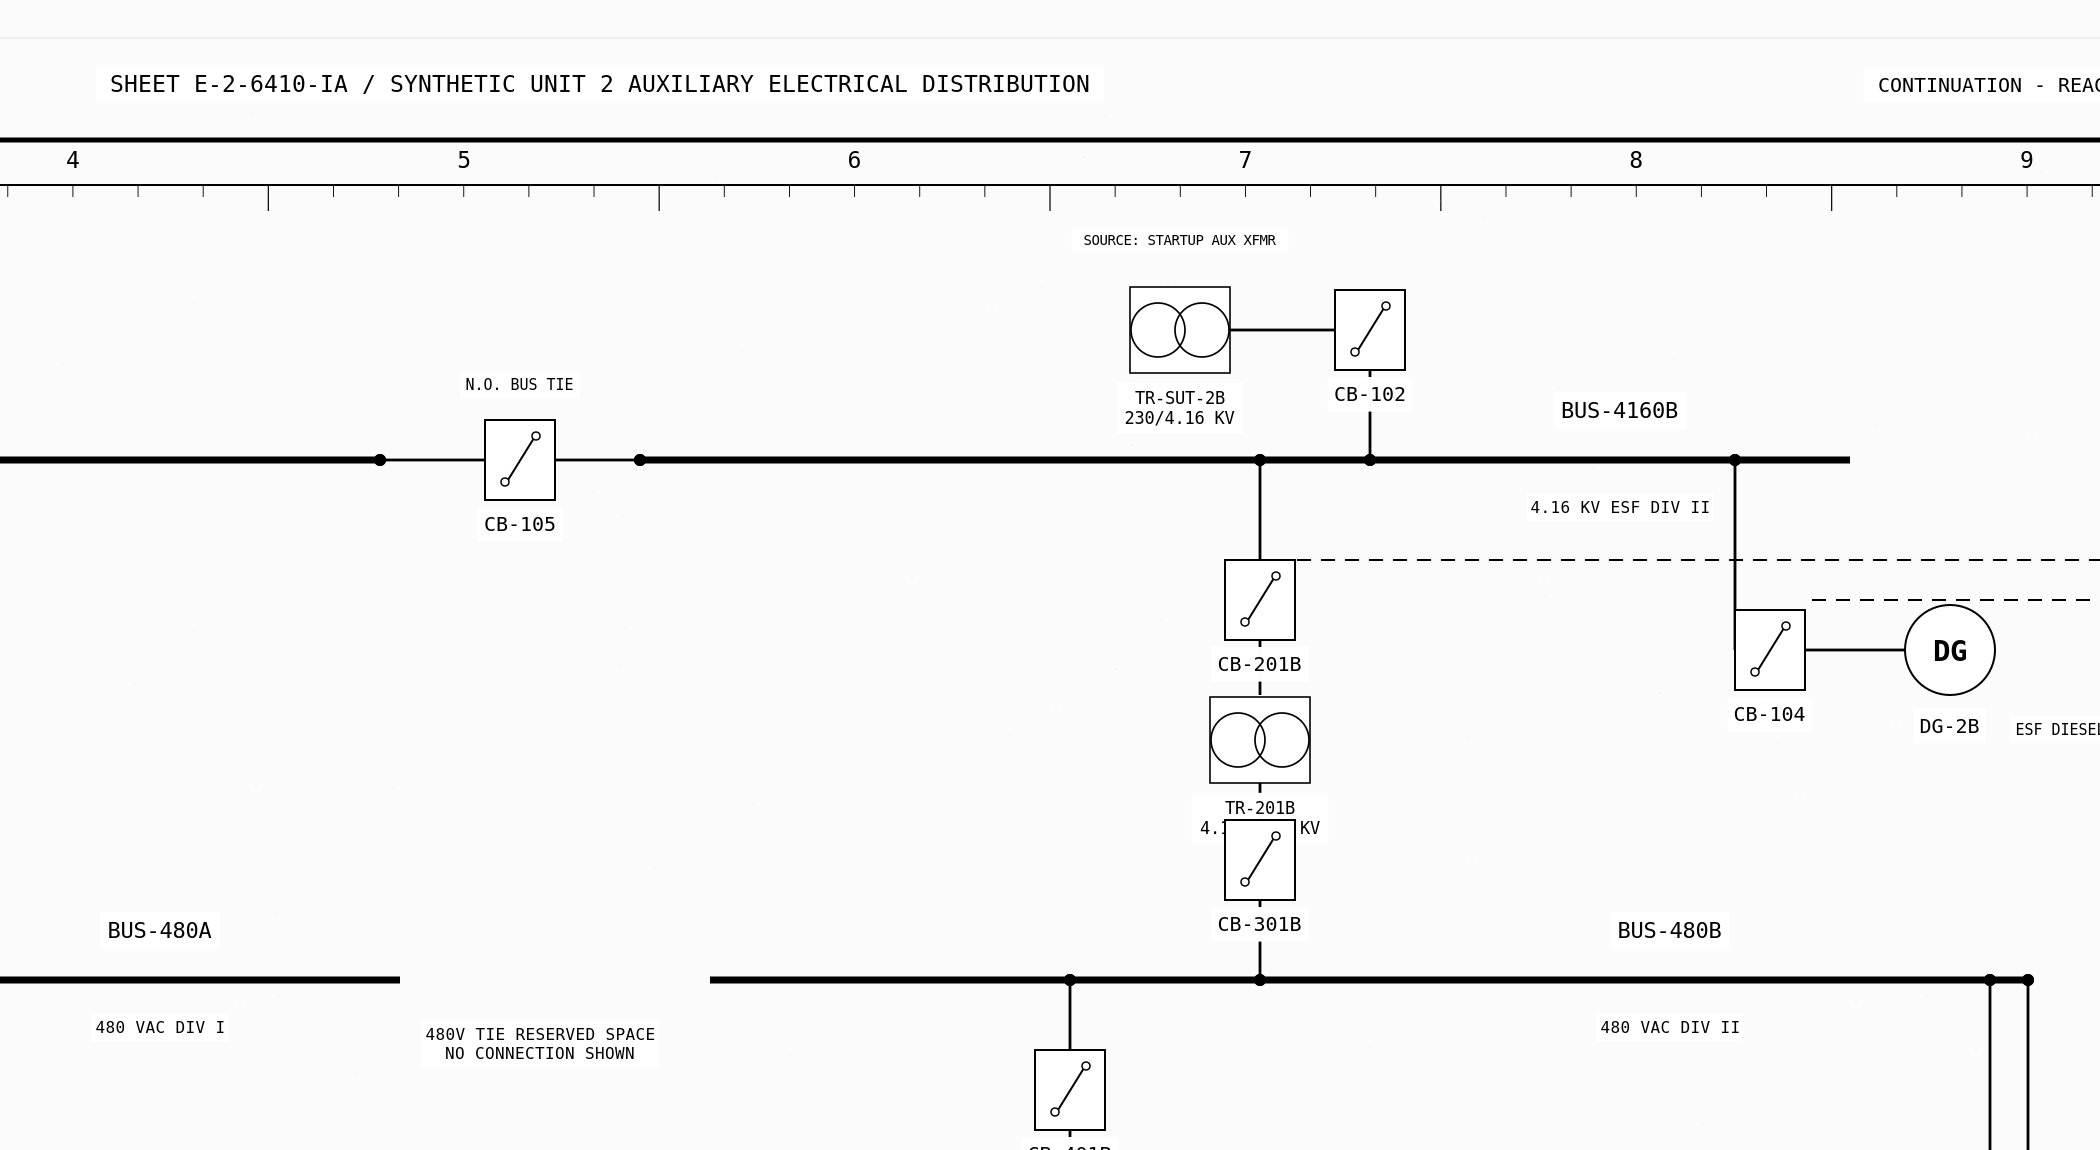 SHEET E-2-6410-IA / SYNTHETIC UNIT 2 AUXILIARY ELECTRICAL DISTRIBUTION
CONTINUATION -
4 5 6 7 8 9
SOURCE: STARTUP AUX XFMR
N.O. BUS TIE
TR-SUT-2B
230/4.16 KV
CB-102
BUS-4160B
CB-105
4.16 KV ESF DIV II
CB-201B
DG
CB-104
DG-2B
ESF
TR-201B
KV
CB-301B
BUS-480A
BUS-480B
480 VAC DIV I
480V TIE RESERVED SPACE
NO CONNECTION SHOWN
480 VAC DIV II